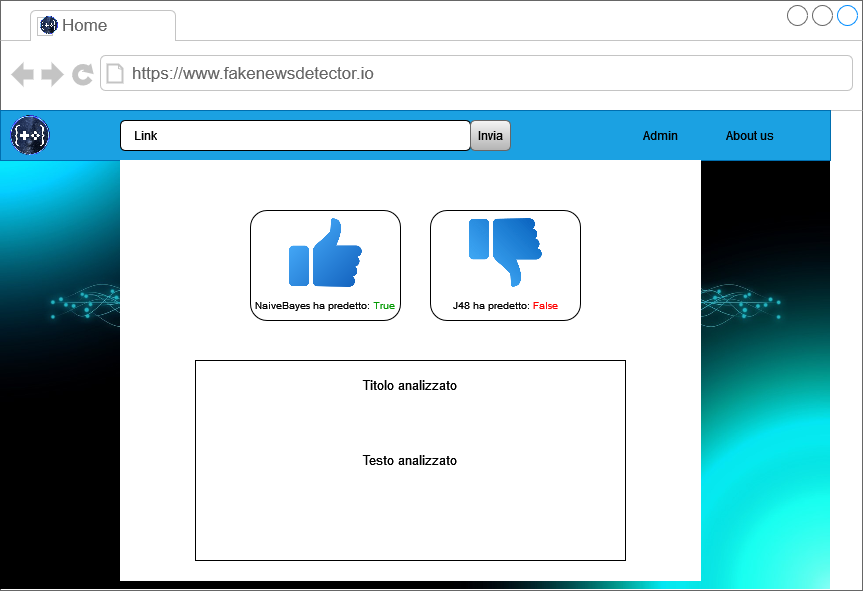 Home
https://www.fakenewsdetector.io
Link
Invia
Admin
About us
NaiveBayes ha predetto: True
J48 ha predetto: False
Titolo analizzato
Testo analizzato